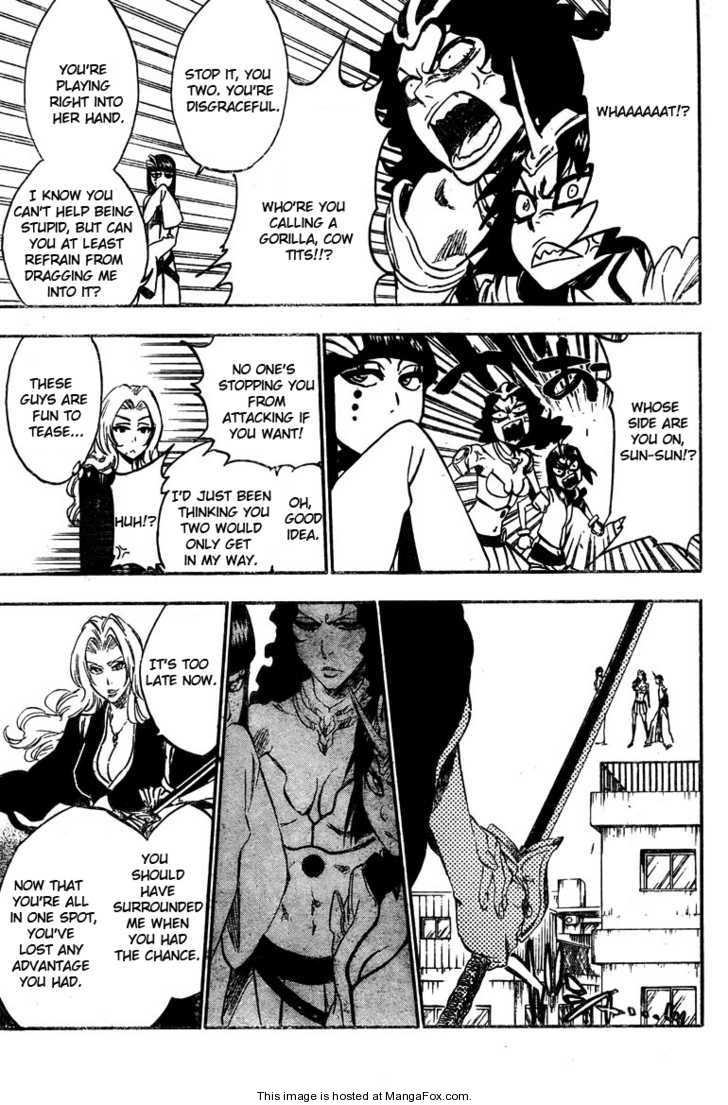 WHAAAAAAT!?
WHO'RE YOU
CALLING A
GORILLA, COW
TITS!!?
STOP IT, YOU
TWO. YOU'RE
DISGRACEFUL.
YOU'RE
PLAYING
RIGHT INTO
HER HAND.
I KNOW YOU
CAN'T HELP BEING
STUPID, BUT CAN
YOU AT LEAST
REFRAIN FROM
DRAGGING ME
INTO IT?
WHOSE
SIDE ARE
YOU ON,
SUN-SUN!?
NO ONE'S
STOPPING YOU
FROM
ATTACKING IF
YOU WANT!
OH,
GOOD
IDEA.
I'D JUST BEEN
THINKING YOU
TWO WOULD
ONLY GET
IN MY WAY.
HUH!?
THESE
GUYS ARE
FUN TO
TEASE...
IT'S TOO
LATE NOW.
YOU
SHOULD
HAVE
SURROUNDED
ME WHEN
YOU HAD
THE CHANCE.
NOW THAT
YOU'RE ALL
IN ONE SPOT,
YOU'VE
LOST ANY
ADVANTAGE
YOU HAD.
This image is hosted at MangaFox.com.